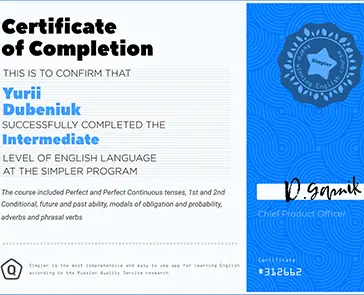 Certificate
of Completion
THIS IS TO CONFIRM THAT
Yurii
Dubeniuk
SUCCESSFULLY COMPLETED THE
Intermediate
LEVEL OF ENGLISH LANGUAGE
AT THE SIMPLER PROGRAM
The course included Perfect and Perfect Continuous tenses, 1st and 2nd
Conditional, future and past ability, modals of obligation and probability,
adverbs and phrasal verbs
Simpler is the most comprehensive and easy to use app for learning English
according to the Russian Quality Service research
Simpler
Chief Product Officer
Certificate
#312662